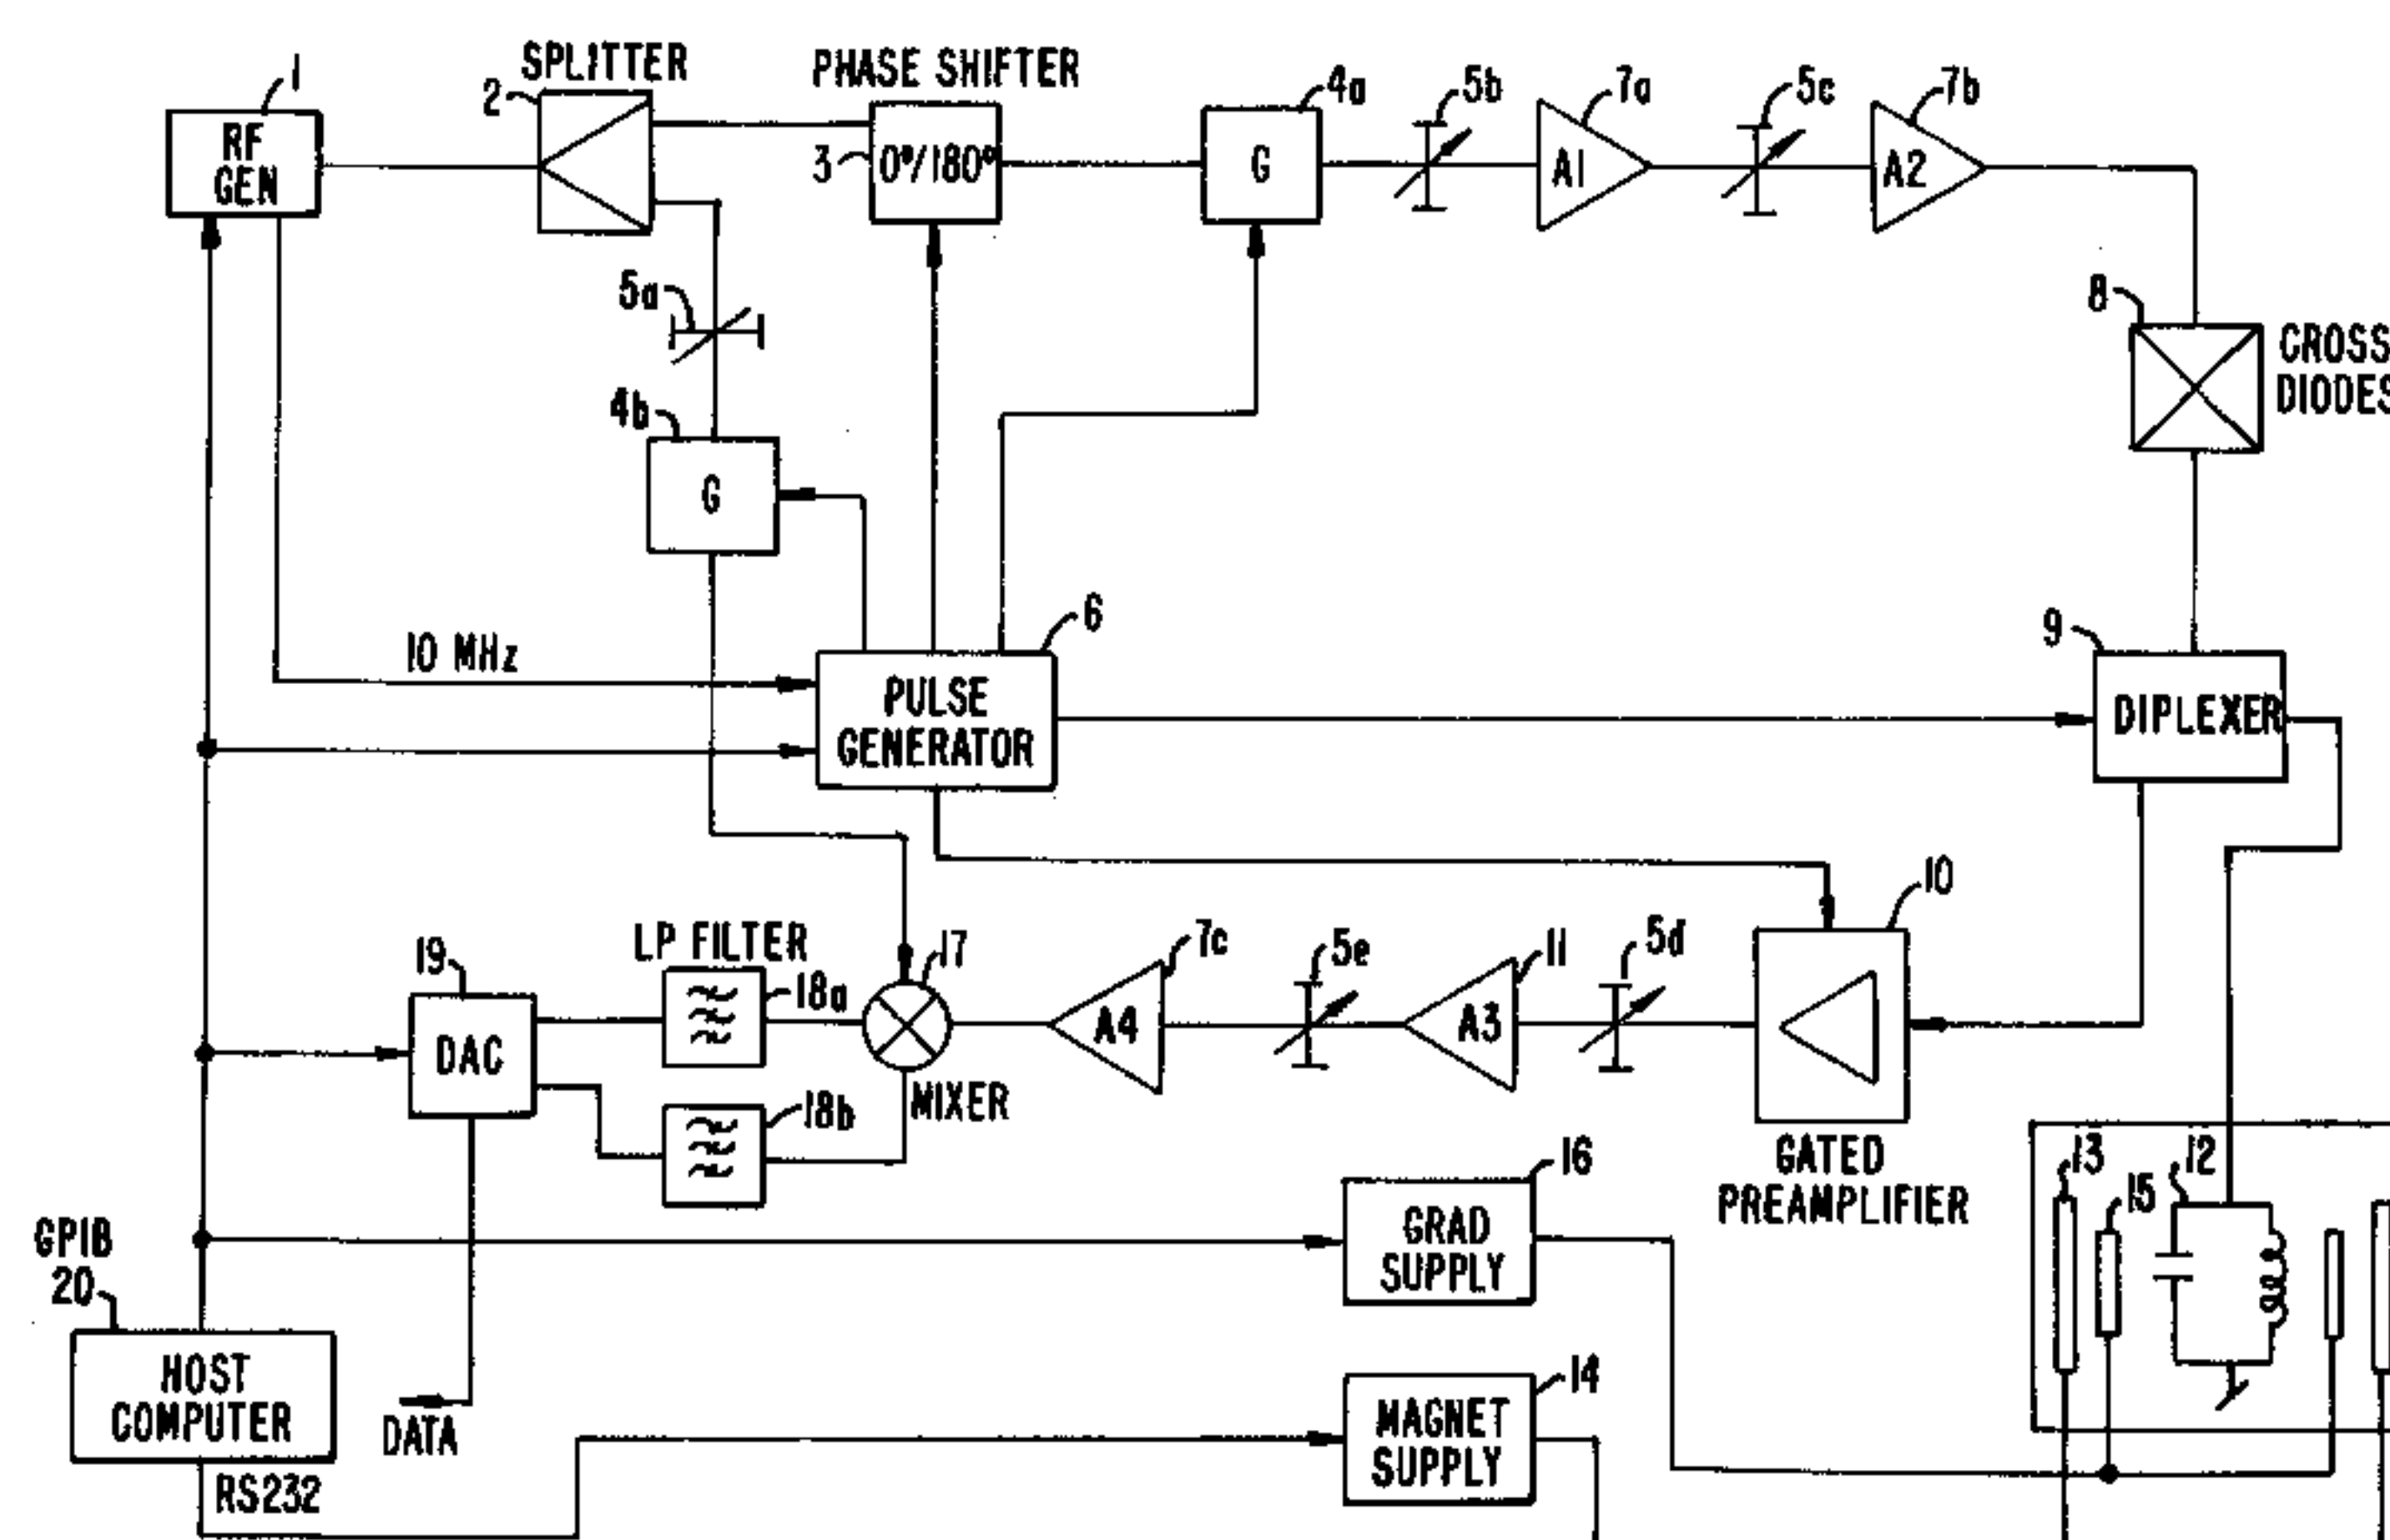 1
SPLITTER
2
PHASE SHIFTER
4a
5b
7a
5c
7b
RF
GEN
3
0°/180°
G
A1
A2
5a
8
CROSS
DIODES
4b
G
10 MHz
6
9
PULSE
GENERATOR
DIPLEXER
10
19
LP FILTER
18a
17
7c
5e
11
5d
DAC
A4
A3
18b
MIXER
GATED
PREAMPLIFIER
16
13
15
12
GPIB
20
GRAD
SUPPLY
HOST
COMPUTER
DATA
14
MAGNET
SUPPLY
RS232